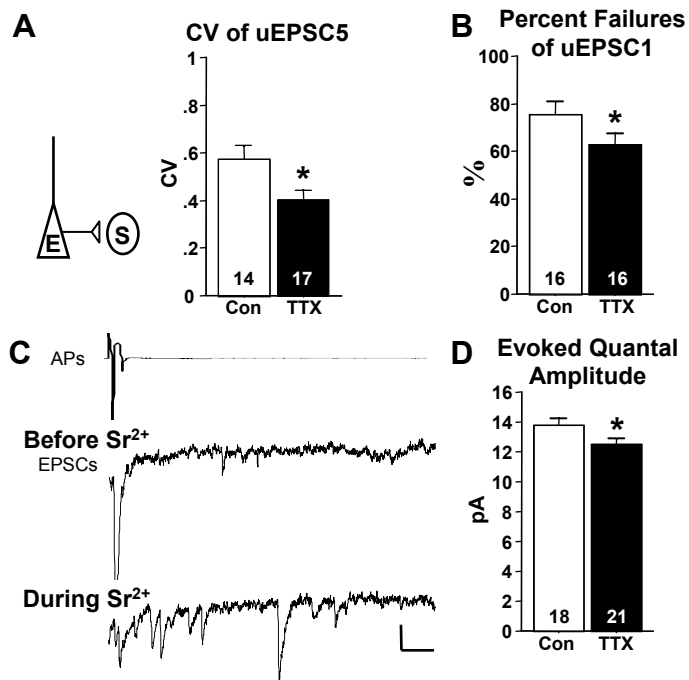 A
CV of uEPSC5
1
.8
.6
.4
.2
0
CV
*
14
17
Con
TTX
E
S
B
Percent Failures
of uEPSC1
100
80
60
40
20
0
%
*
16
16
Con
TTX
C
APs
Before Sr²⁺
EPSCs
During Sr²⁺
D
Evoked Quantal
Amplitude
16
14
12
10
8
6
4
2
0
pA
*
18
21
Con
TTX